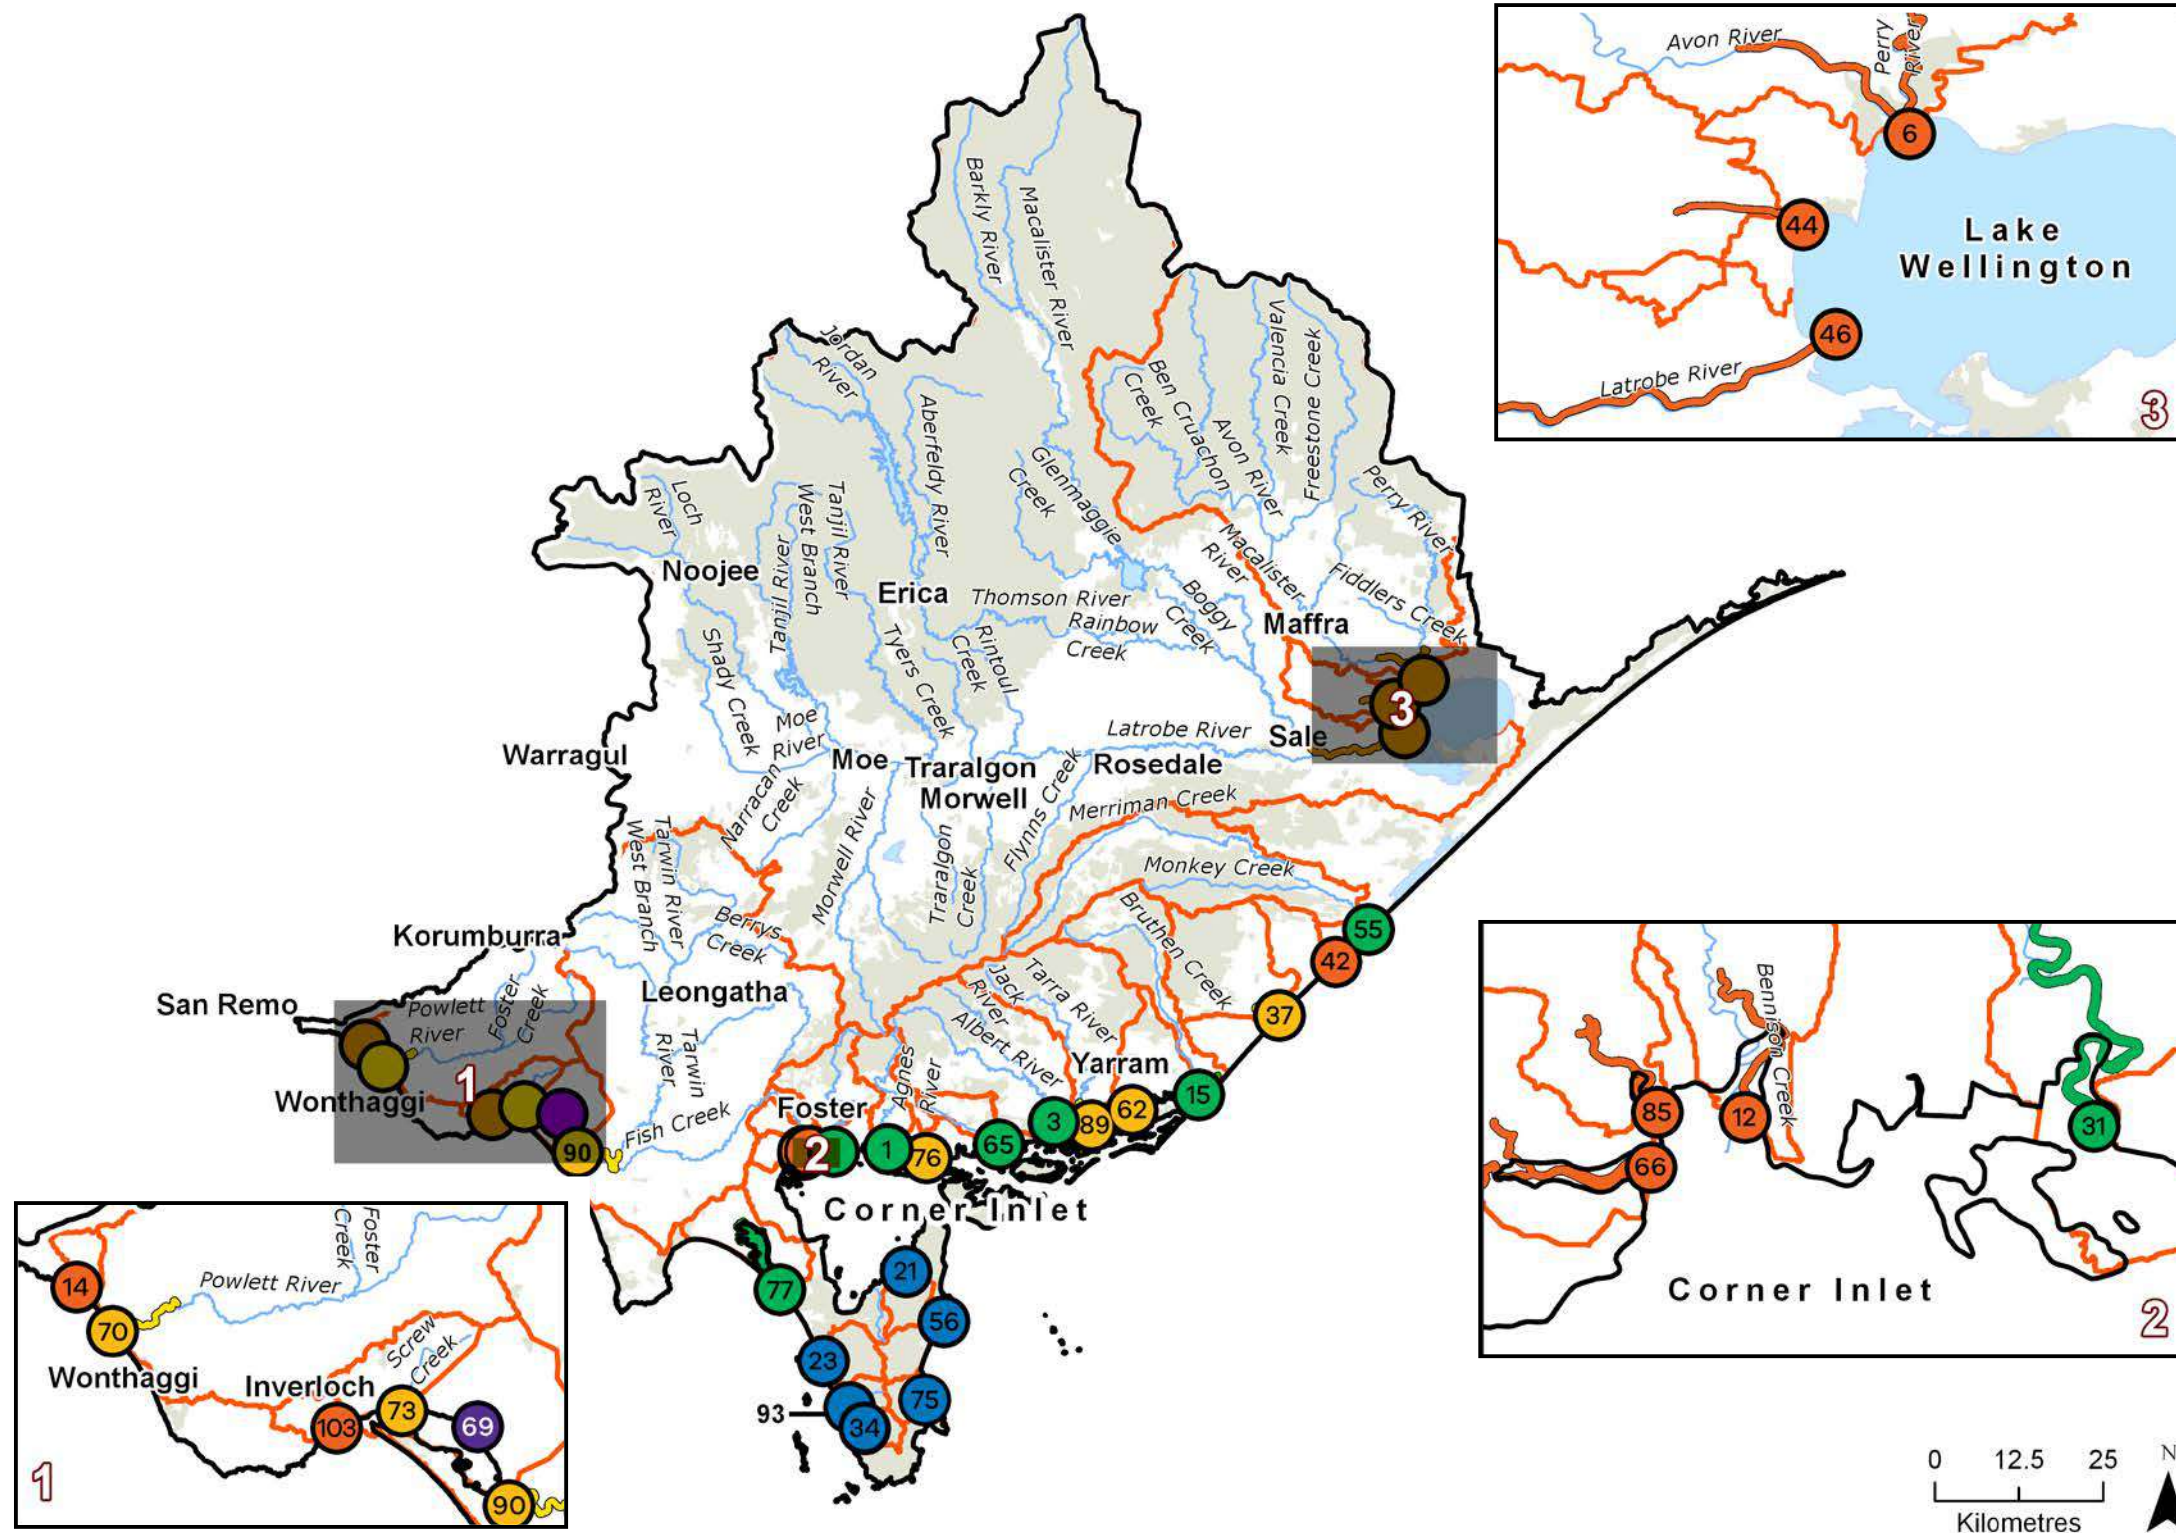 Avon River
Perry
River
6
44
Lake
Wellington
46
Latrobe River
3
Barkly River
Macalister River
Jordan
River
Aberfeldy River
Ben Cruachon
Creek
Avon River
Valencia Creek
Freestone Creek
Perry River
Glenmaggie
Creek
Loch
River
Tanjil River
West Branch
Tanjil River
Noojee
Erica
Thomson River
Rainbow
Creek
Boggy
Creek
Macalister
River
Fiddlers Creek
Maffra
Shady Creek
Tyers Creek
Rintoul
Creek
Moe
River
Latrobe River
Sale
3
Warragul
Moe
Traralgon
Morwell
Rosedale
Narracan
Creek
Morwell River
Traralgon
Creek
Flynns Creek
Merriman Creek
Monkey Creek
Tarwin River
West Branch
Berrys
Creek
Bruthen Creek
Korumburra
Leongatha
55
42
37
San Remo
Powlett
River
Foster
Creek
1
Wonthaggi
90
Tarwin
River
Fish Creek
Jack
River
Tarra River
Albert River
Agnes
River
Yarram
Foster
2
1
76
65
3
89
62
15
Corner Inlet
77
21
56
23
75
93
34
Foster
Creek
Powlett River
14
70
Wonthaggi
Screw
Creek
Inverloch
103
73
69
90
1
Bennison Creek
85
12
66
31
Corner Inlet
2
0 12.5 25
Kilometres
N